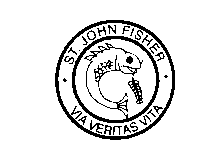 · ST. JOHN FISHER ·
VIA VERITAS VITA